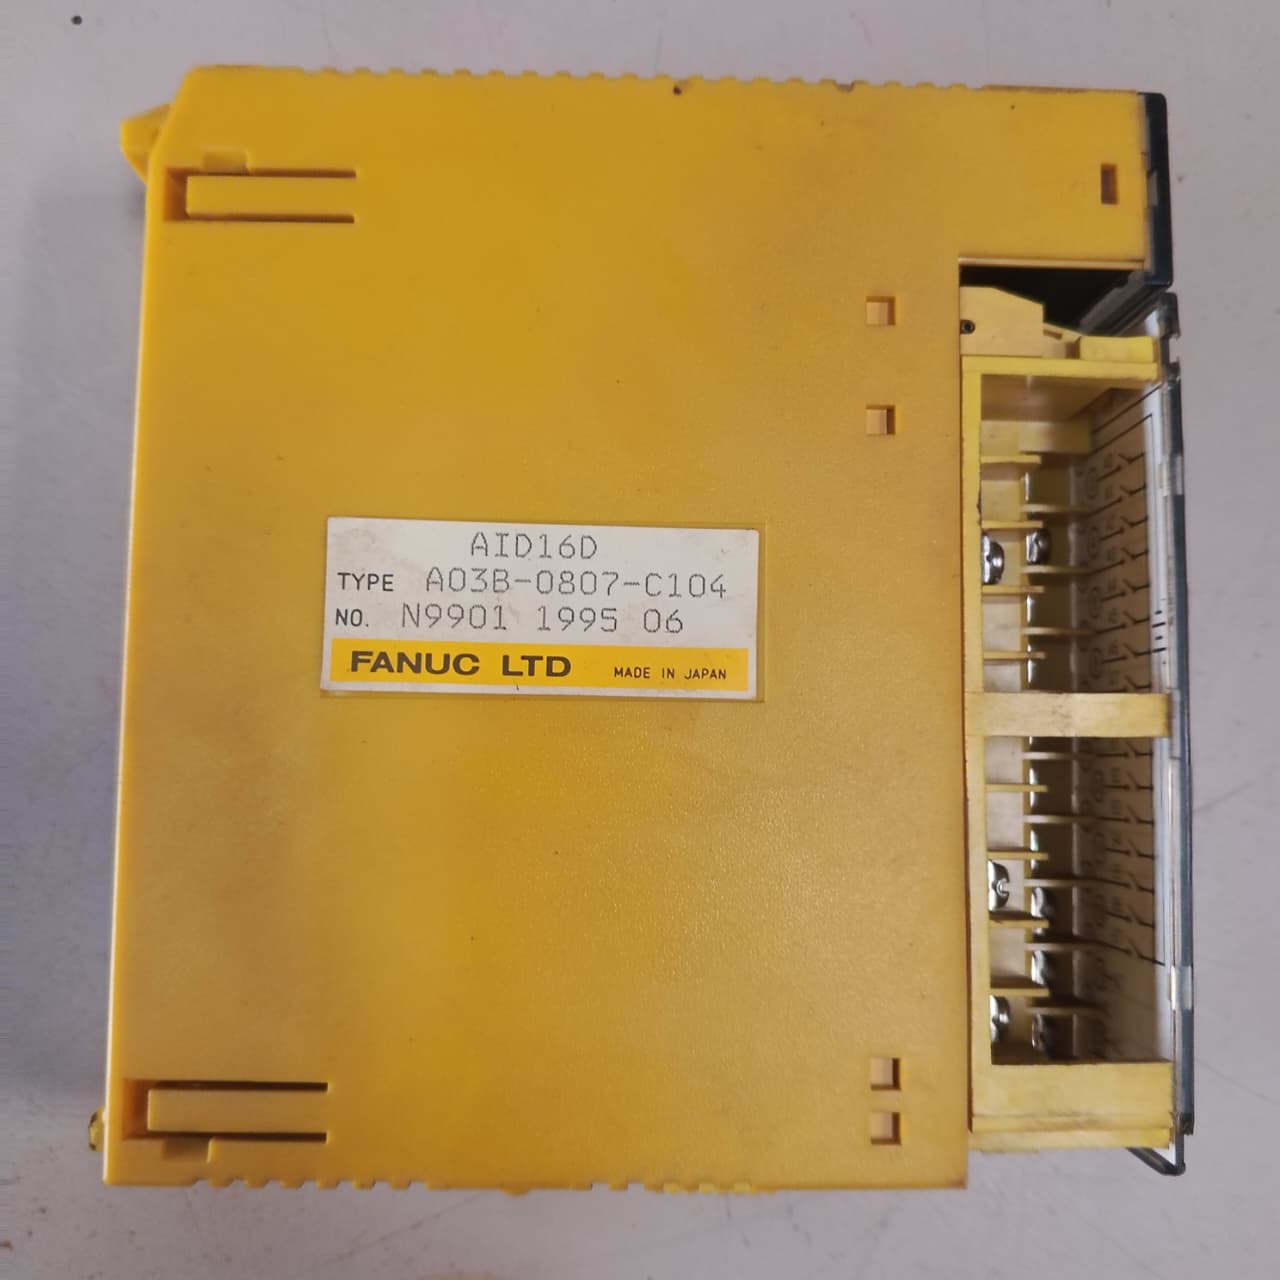 AID16D
TYPE A03B-0807-C104
NO. N9901 1995 06
FANUC LTD MADE IN JAPAN